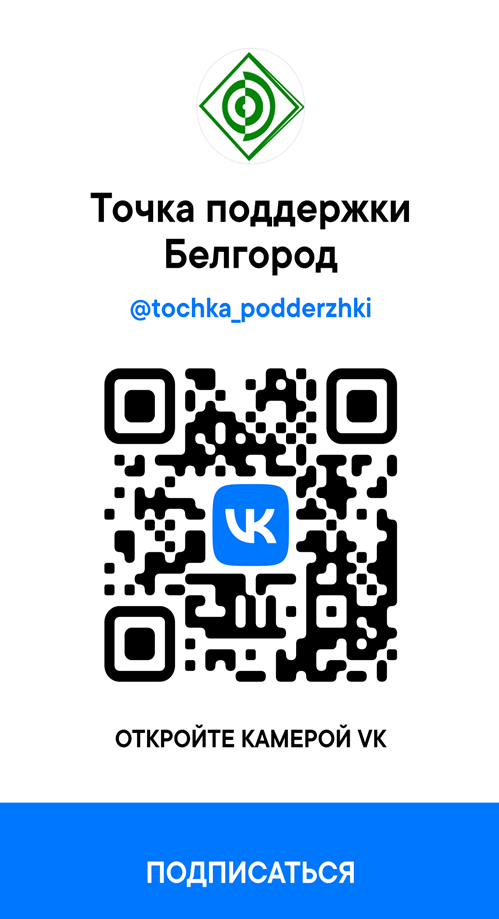 Точка поддержки
Белгород
@tochka_podderzhki
VK
ОТКРОЙТЕ КАМЕРОЙ VK
ПОДПИСАТЬСЯ